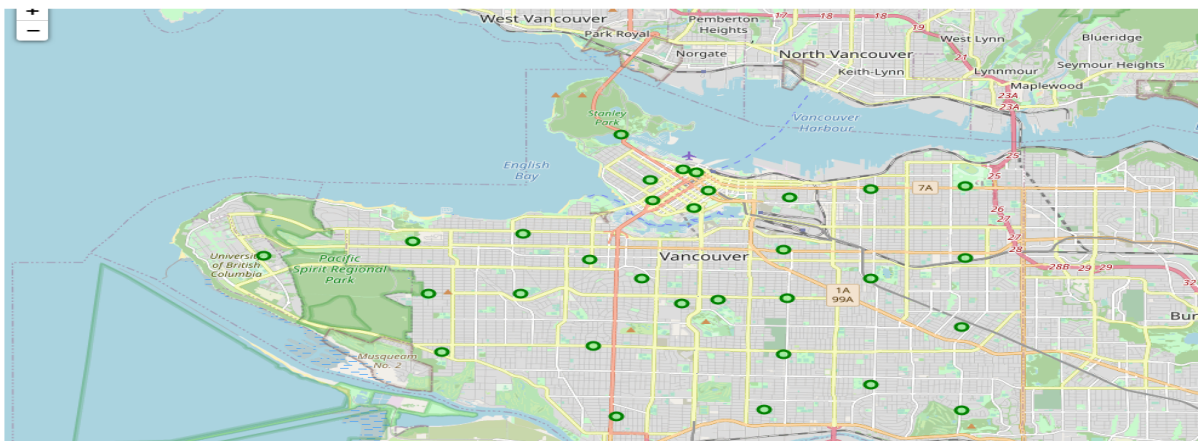 +
−
West Vancouver
Park Royal
Pemberton
Heights
17
18
18
19
Norgate
North Vancouver
Keith-Lynn
21
West Lynn
Blueridge
Lynnmour
Seymour Heights
Maplewood
23A
23A
Stanley
Park
Vancouver
Harbour
English
Bay
25
25
7A
26
27
27
28
28B
29
29
32
University
of British
Columbia
Pacific
Spirit Regional
Park
Vancouver
1A
99A
Bur
Musqueam
No. 2